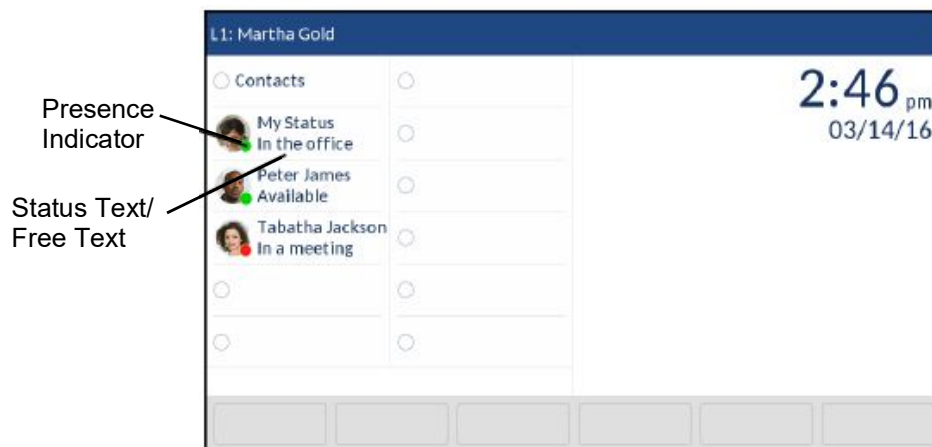 L1: Martha Gold
Contacts
2:46 pm
03/14/16
Presence
Indicator
My Status
In the office
Peter James
Available
Status Text/
Free Text
Tabatha Jackson
In a meeting